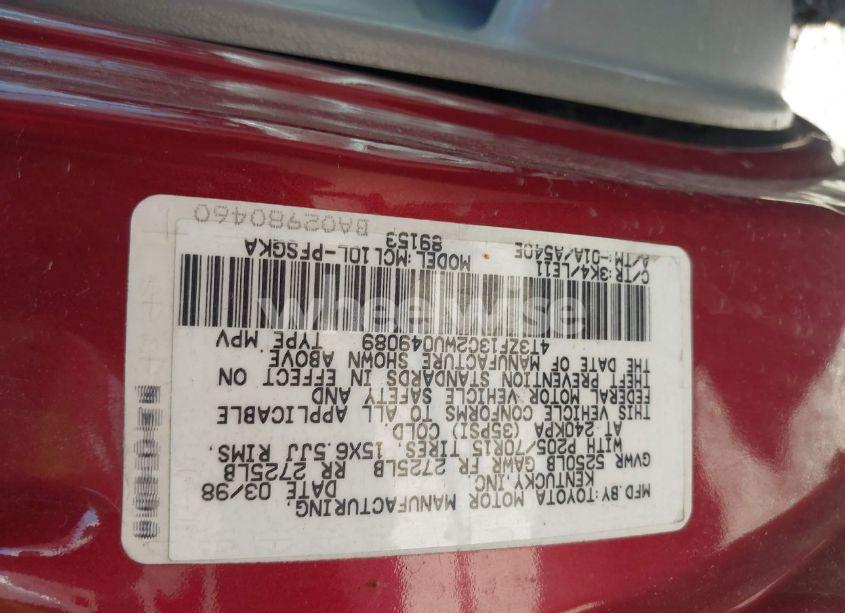 MFD.BY:TOYOTA MOTOR MANUFACTURING,
KENTUCKY,INC. DATE 03/98
GVWR 5250LB GAWR FR 2725LB RR 2725LB
WITH P205/70R15 TIRES, 15X6.5JJ RIMS,
AT 240KPA (35PSI) COLD
THIS VEHICLE CONFORMS TO ALL APPLICABLE
FEDERAL MOTOR VEHICLE SAFETY AND
THEFT PREVENTION STANDARDS IN EFFECT ON
THE DATE OF MANUFACTURE SHOWN ABOVE
4T3ZF13C2WU049089 TYPE MPV
wheelwise
C/TR:3K4/LE11 MODEL:MCL10L-PFSGKA
A/TM:-01A/A540E 89153
BA02980460